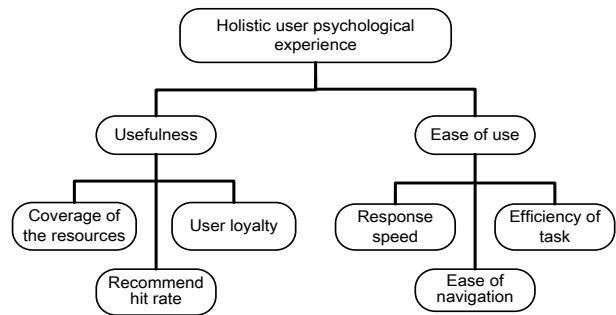 Holistic user psychological
experience
Usefulness
Ease of use
Coverage of
the resources
User loyalty
Response
speed
Efficiency of
task
Recommend
hit rate
Ease of
navigation